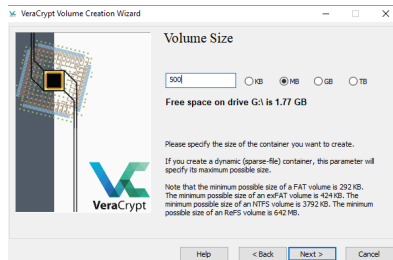 VeraCrypt Volume Creation Wizard
Volume Size
500 KB MB GB TB
Free space on drive G:\ is 1.77 GB
Please specify the size of the container you want to create.
If you create a dynamic (sparse-file) container, this parameter will
specify its maximum possible size.
Note that the minimum possible size of a FAT volume is 292 KB.
The minimum possible size of an exFAT volume is 424 KB. The
minimum possible size of an NTFS volume is 3792 KB. The minimum
possible size of an ReFS volume is 642 MB.
VeraCrypt
Help < Back Next > Cancel